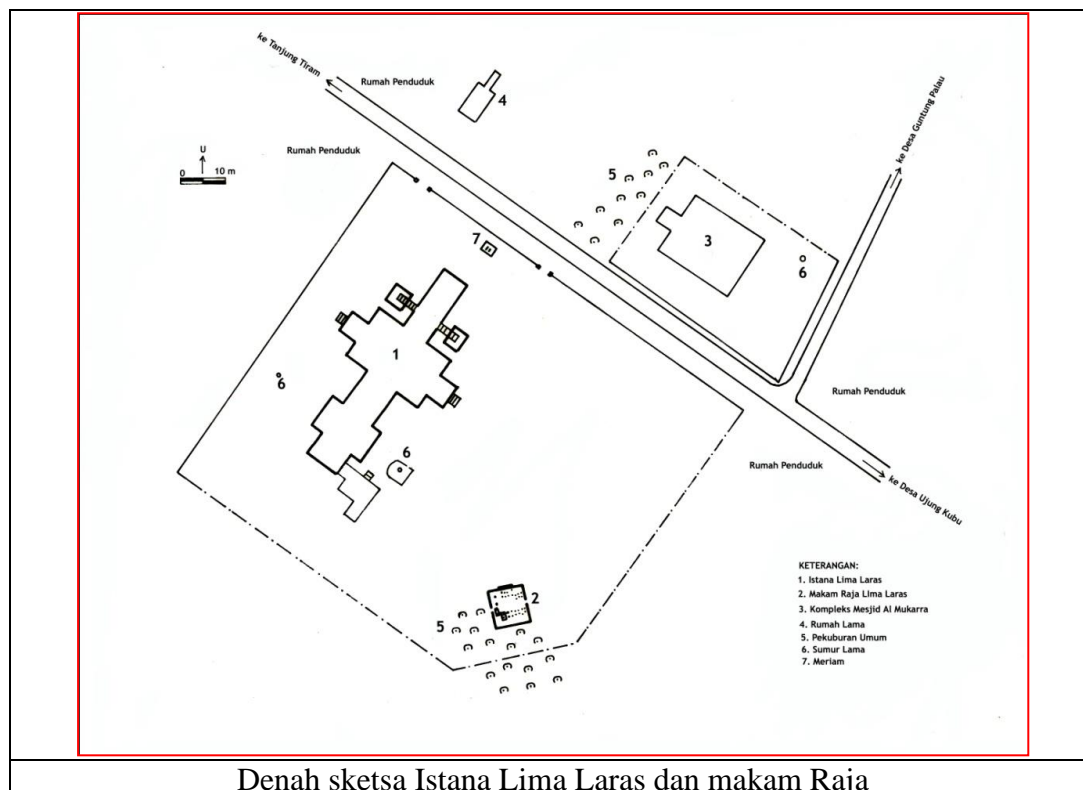 ke Tanjung Tiram
Rumah Penduduk
4
Rumah Penduduk
ke Desa Guntung Palau
U
0 10 m
5
3
6
7
1
6
6
Rumah Penduduk
Rumah Penduduk
ke Desa Ujung Kubu
2
5
KETERANGAN:
1. Istana Lima Laras
2. Makam Raja Lima Laras
3. Kompleks Mesjid Al Mukarra
4. Rumah Lama
5. Pekuburan Umum
6. Sumur Lama
7. Meriam
Denah sketsa Istana Lima Laras dan makam Raja